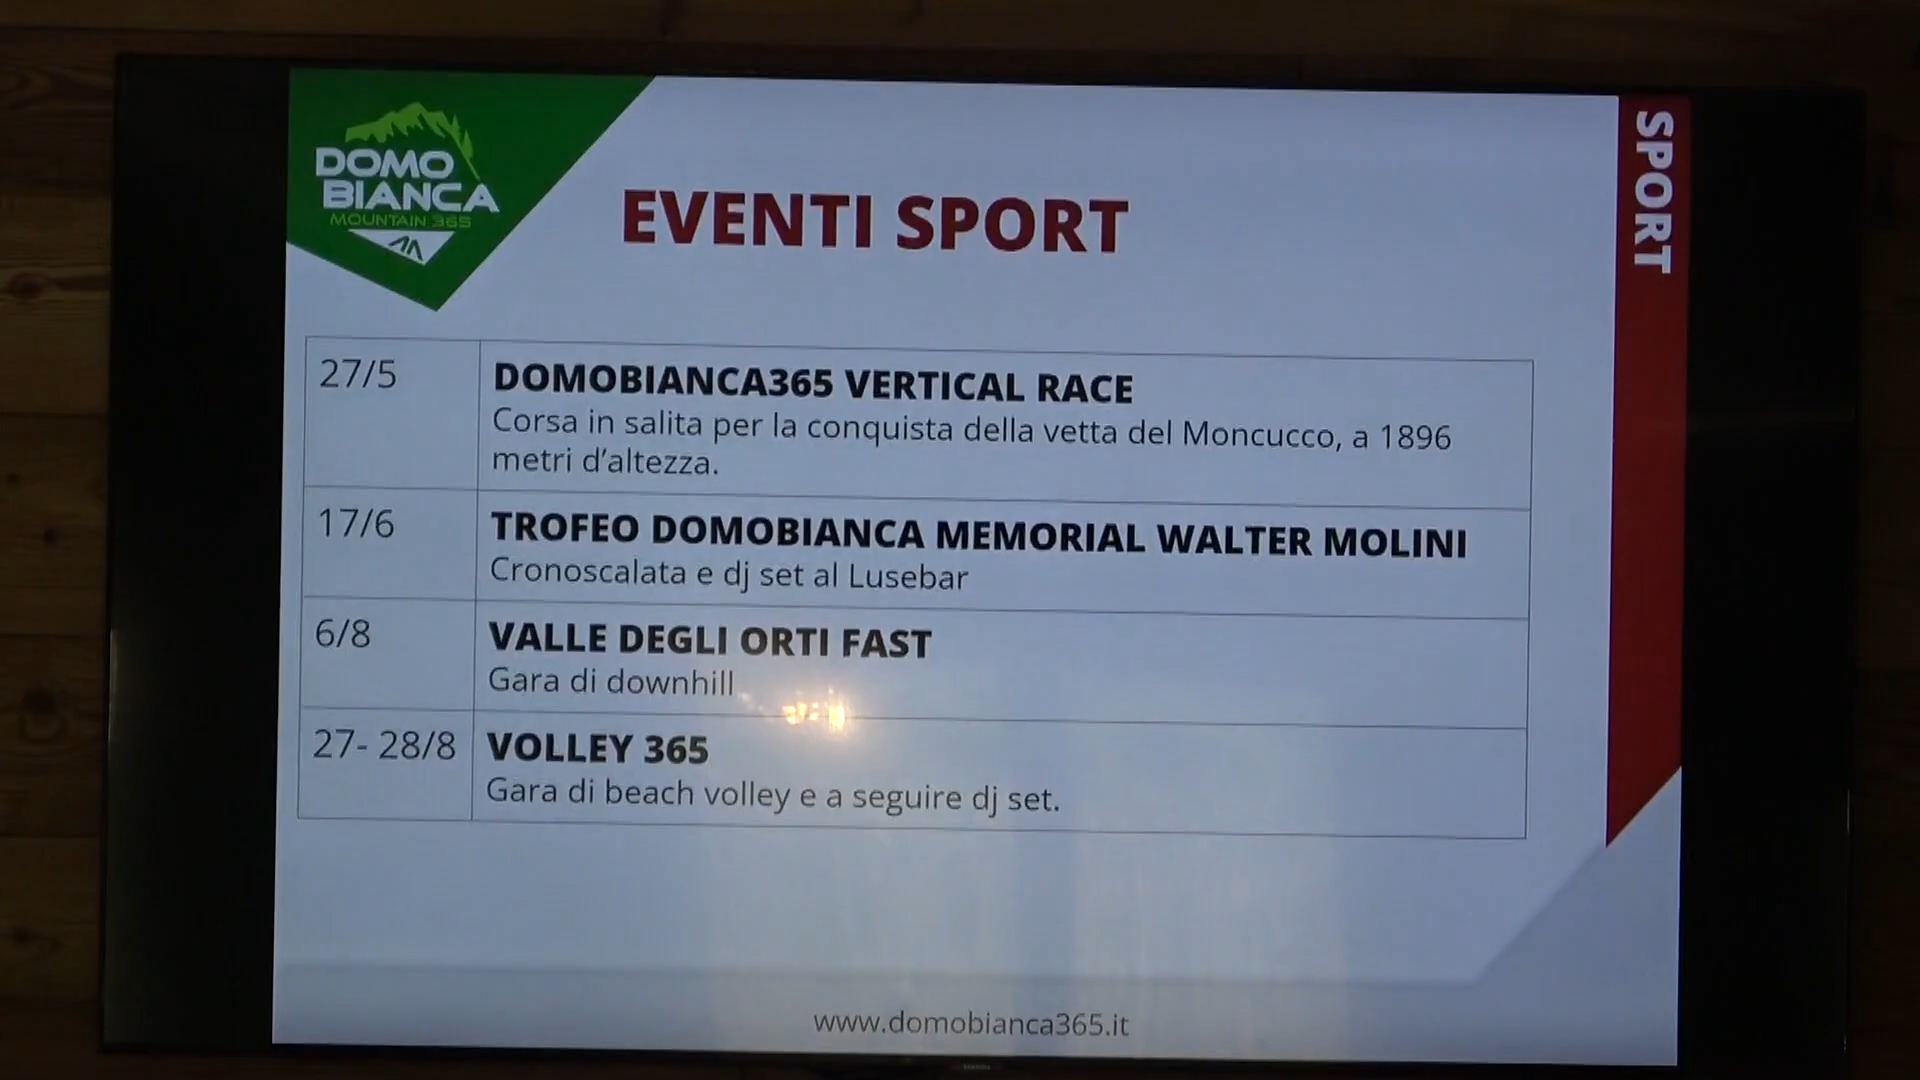 DOMO
BIANCA
MOUNTAIN 365
EVENTI SPORT
SPORT
27/5
DOMOBIANCA365 VERTICAL RACE
Corsa in salita per la conquista della vetta del Moncucco, a 1896
metri d’altezza.
17/6
TROFEO DOMOBIANCA MEMORIAL WALTER MOLINI
Cronoscalata e dj set al Lusebar
6/8
VALLE DEGLI ORTI FAST
Gara di downhill
27- 28/8
VOLLEY 365
Gara di beach volley e a seguire dj set.
www.domobianca365.it